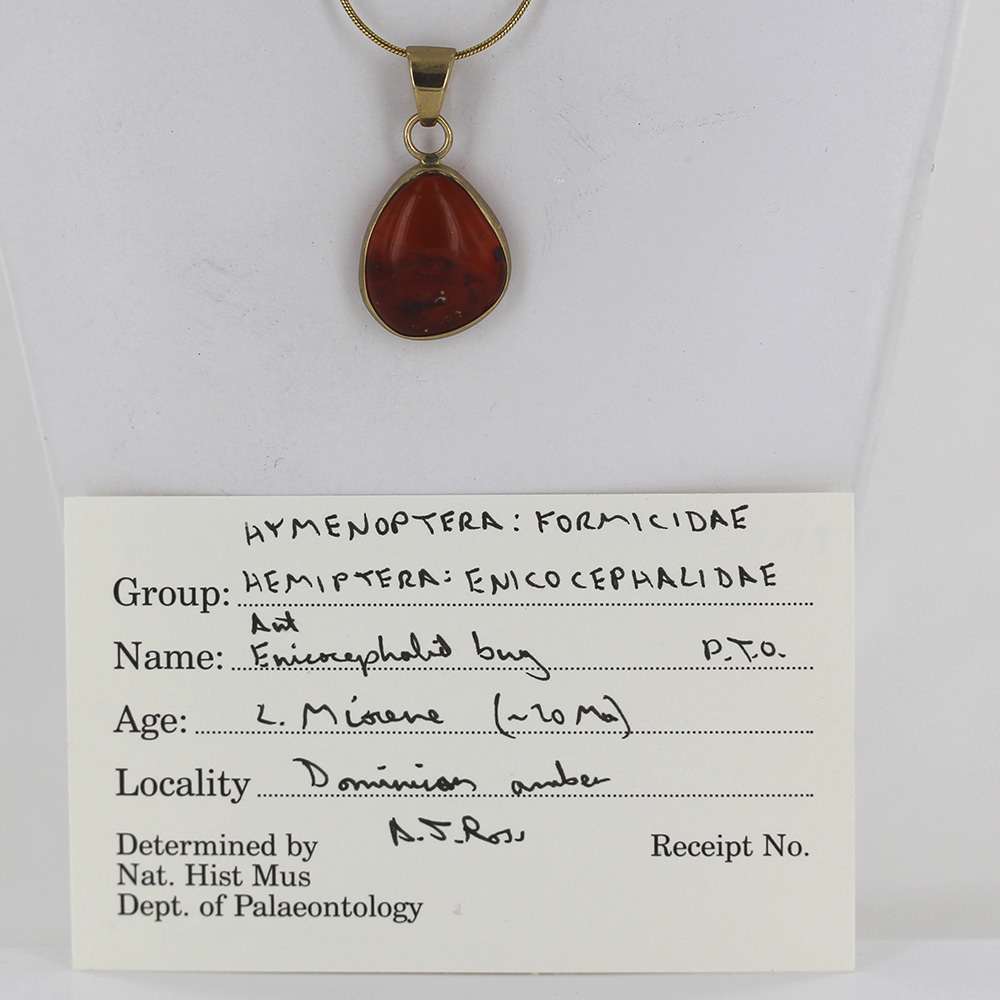 HYMENOPTERA: FORMICIDAE
Group: HEMIPTERA: ENICOCEPHALIDAE
Ant
Name: Enicocephalid bug P.T.O.
Age: L. Miocene (~20 Ma)
Locality Dominican amber
A.J.Ross
Determined by Receipt No.
Nat. Hist Mus
Dept. of Palaeontology